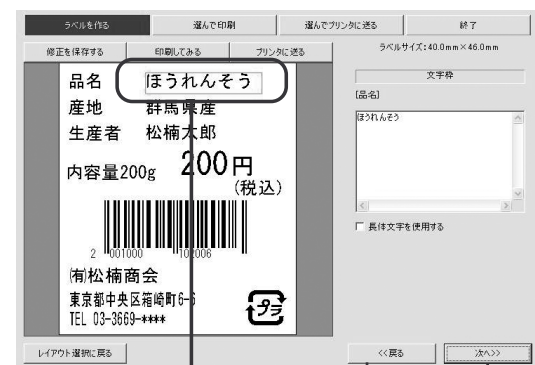 ラベルを作る 選んで印刷 選んでプリンタに送る 終了
修正を保存する 印刷してみる プリンタに送る
ラベルサイズ:40.0mm×46.0mm
文字枠
[品名]
ほうれんそう
長体文字を使用する
品名 ほうれんそう
産地 群馬県産
生産者 松楠太郎
内容量200g 200円
(税込)
2 001000 102006
(有)松楠商会
東京都中央区箱崎町6-6
TEL 03-3669-****
プラ
レイアウト選択に戻る <<戻る 次へ>>